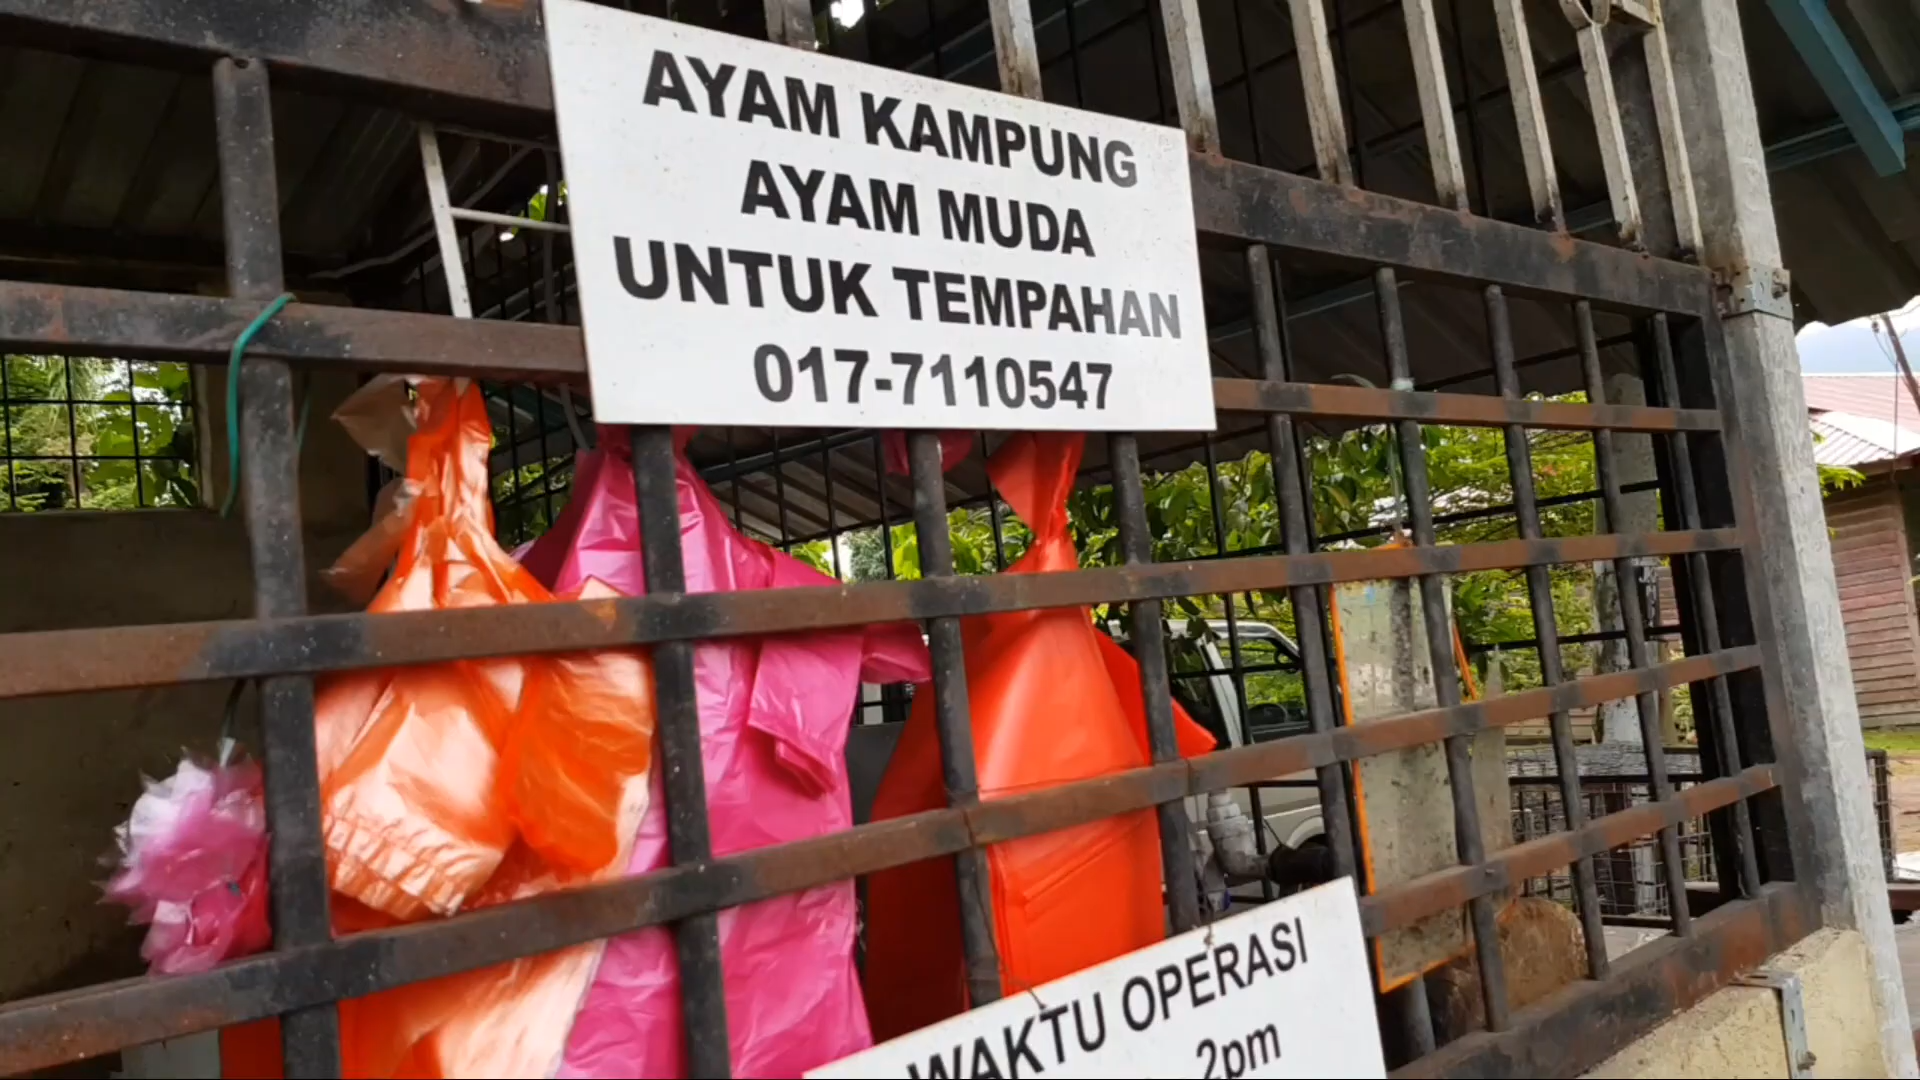 AYAM KAMPUNG
AYAM MUDA
UNTUK TEMPAHAN
017-7110547
WAKTU OPERASI
2pm